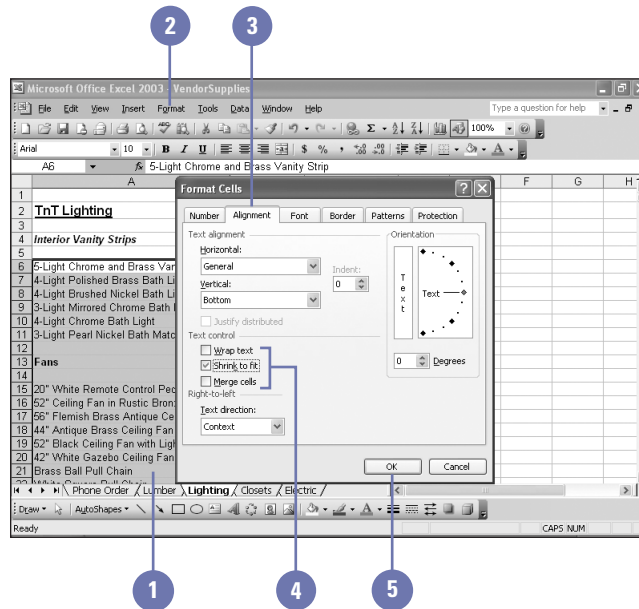 2 3
Microsoft Office Excel 2003 - VendorSupplies
File Edit View Insert Format Tools Data Window Help Type a question for help
100%
Arial 10 B I U $ % ,
A6 fx 5-Light Chrome and Brass Vanity Strip
A F G H
1
2 TnT Lighting
3
4 Interior Vanity Strips
5
6 5-Light Chrome and Brass Van
7 4-Light Polished Brass Bath Li
8 4-Light Brushed Nickel Bath Li
9 3-Light Mirrored Chrome Bath
10 4-Light Chrome Bath Light
11 3-Light Pearl Nickel Bath Matc
12
13 Fans
14
15 20" White Remote Control Ped
16 52" Ceiling Fan in Rustic Bron
17 56" Flemish Brass Antique Ce
18 44" Antique Brass Ceiling Fan
19 52" Black Ceiling Fan with Ligh
20 42" White Gazebo Ceiling Fan
21 Brass Ball Pull Chain
Format Cells
Number Alignment Font Border Patterns Protection
Text alignment
Horizontal:
General
Indent:
0
Vertical:
Bottom
Justify distributed
Text control
Wrap text
Shrink to fit
Merge cells
Right-to-left
Text direction:
Context
Orientation
Text
Text
0 Degrees
OK Cancel
Phone Order Lumber Lighting Closets Electric
Draw AutoShapes
Ready CAPS NUM
1 4 5